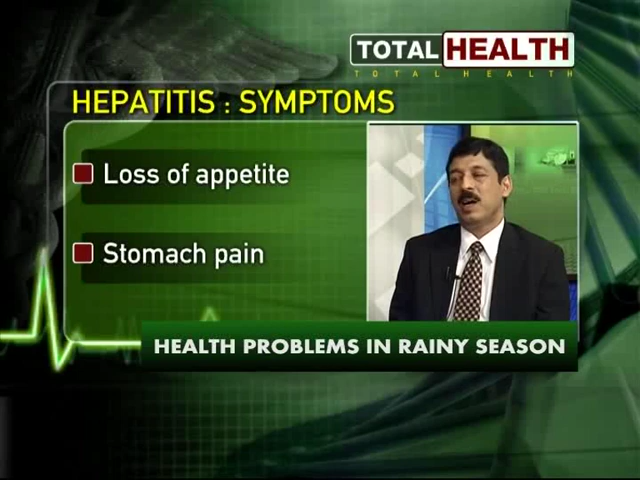 TOTAL HEALTH
TOTAL HEALTH
HEPATITIS : SYMPTOMS
Loss of appetite
Stomach pain
HEALTH PROBLEMS IN RAINY SEASON